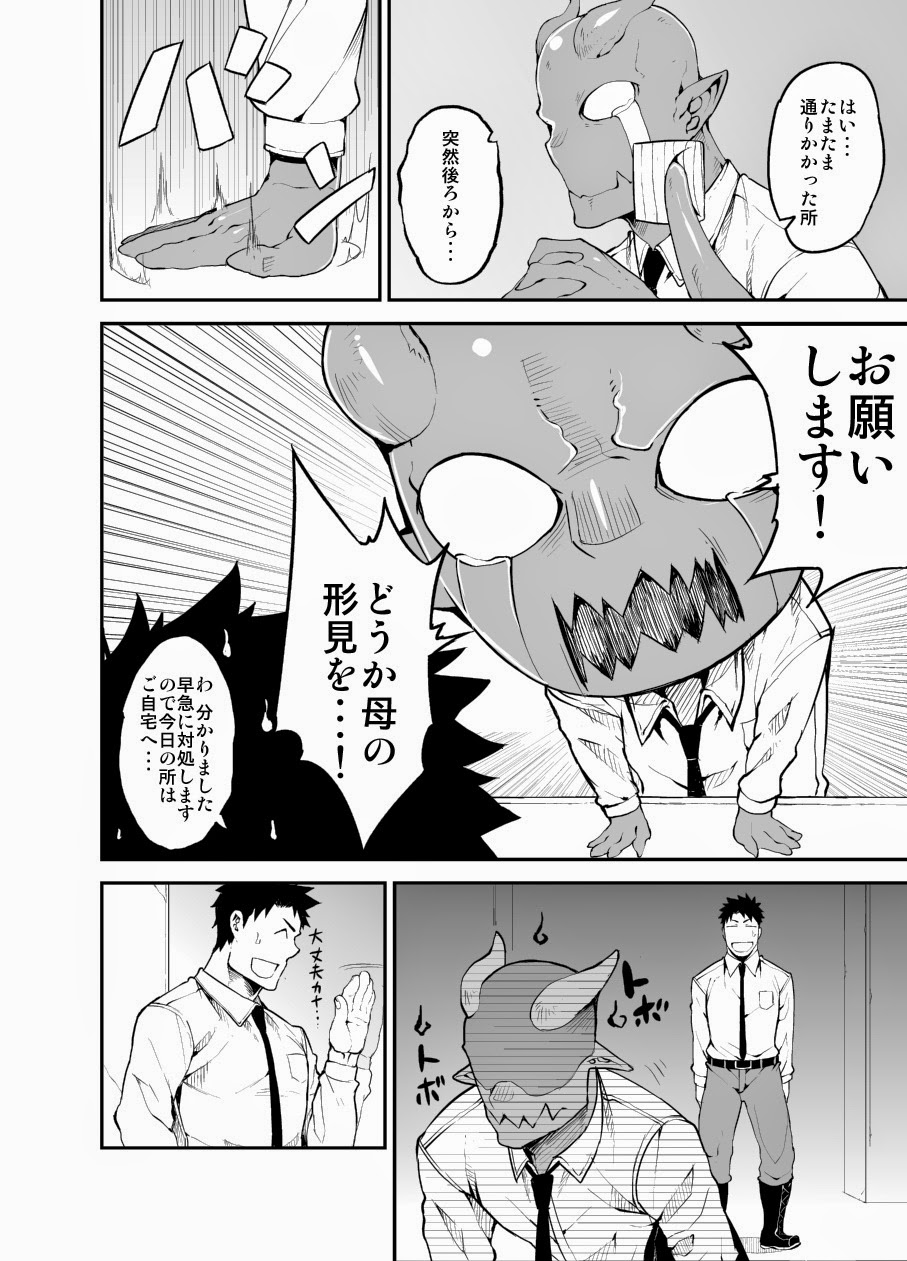 はい・・・
たまたま
通りかかった所
突然後ろから・・・
お願い
します！
どうか母の
形見を・・・！
わ 分かりました
早急に対処します
ので今日の所は
ご自宅へ・・・
トボ
トボ
大丈夫カナ・・・